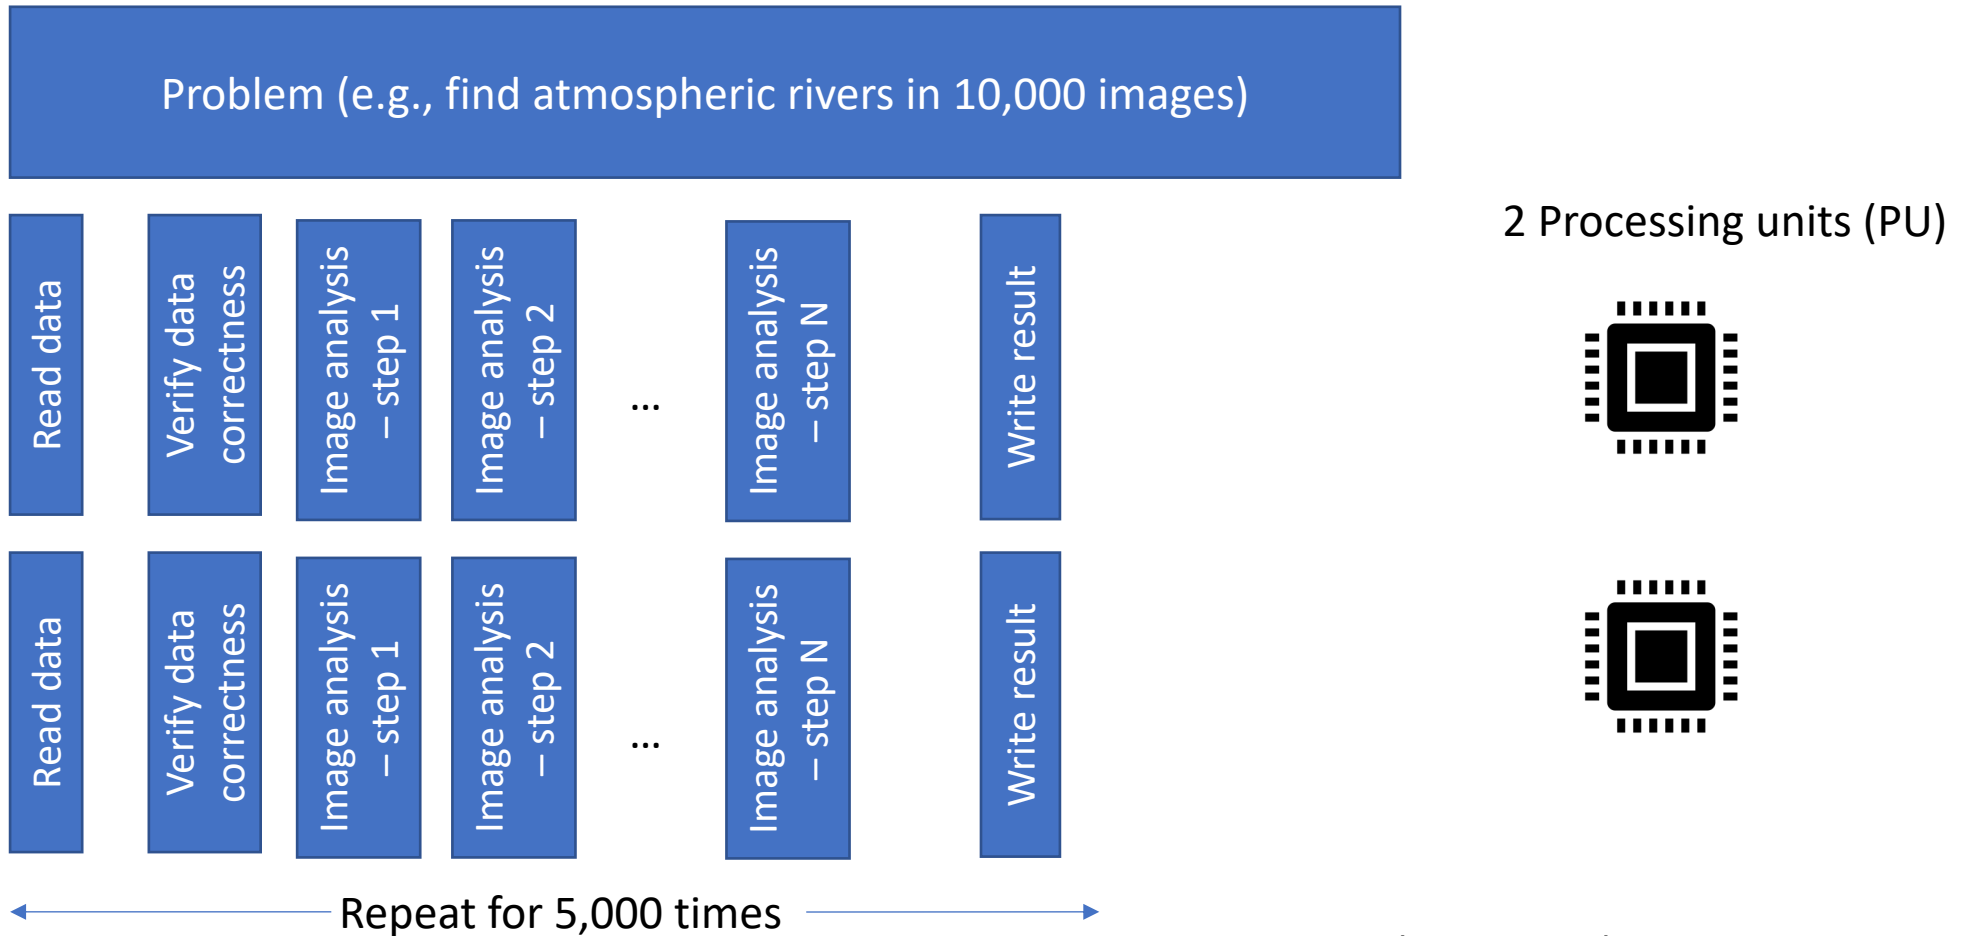 Problem (e.g., find atmospheric rivers in 10,000 images)
2 Processing units (PU)
Read data
Verify data
correctness
Image analysis
– step 1
Image analysis
– step 2
...
Image analysis
– step N
Write result
Read data
Verify data
correctness
Image analysis
– step 1
Image analysis
– step 2
...
Image analysis
– step N
Write result
Repeat for 5,000 times